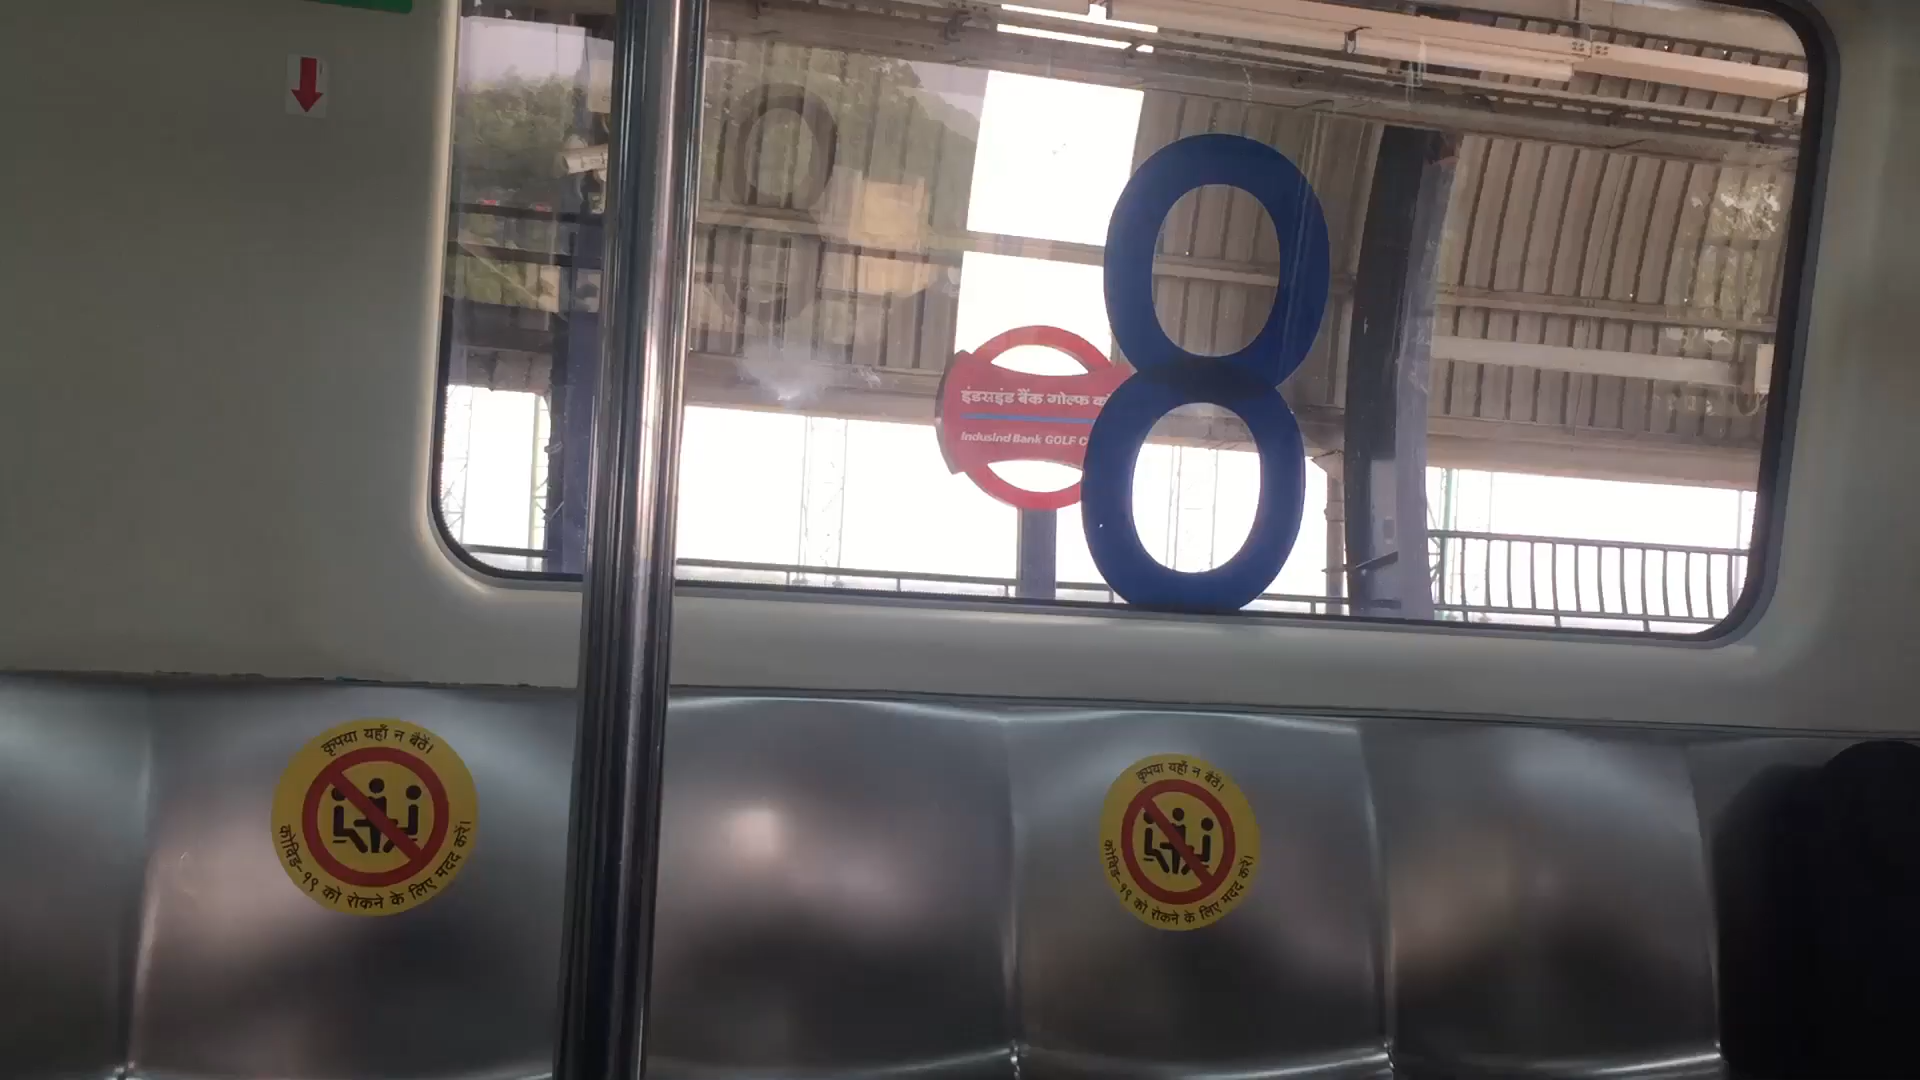 8
इंडसइंड बैंक गोल्फ
IndusInd Bank GOLF
कृपया यहाँ न बैठें।
कोविड-१९ को रोकने के लिए मदद करें।
कृपया यहाँ न बैठें।
कोविड-१९ को रोकने के लिए मदद करें।